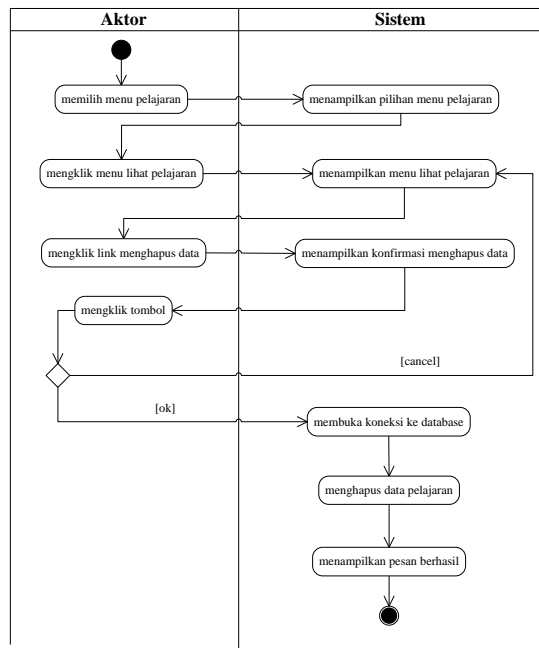 Aktor
Sistem
memilih menu pelajaran
menampilkan pilihan menu pelajaran
mengklik menu lihat pelajaran
menampilkan menu lihat pelajaran
mengklik link menghapus data
menampilkan konfirmasi menghapus data
mengklik tombol
[cancel]
[ok]
membuka koneksi ke database
menghapus data pelajaran
menampilkan pesan berhasil